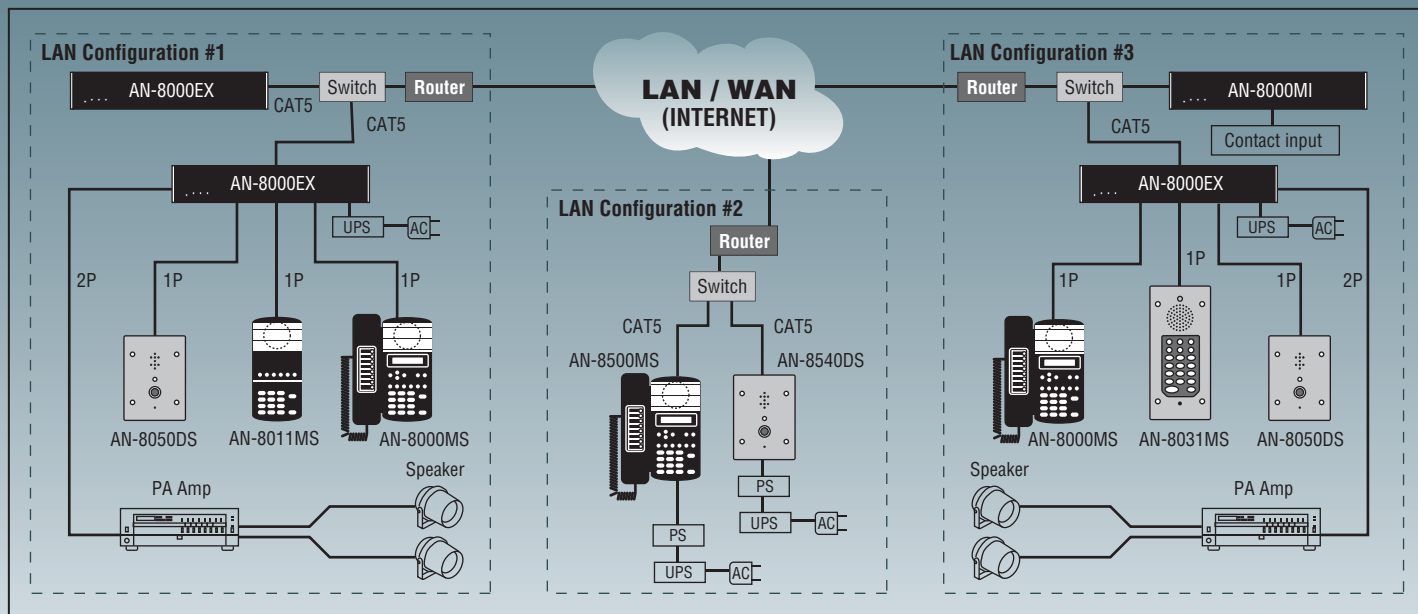 LAN Configuration #1
AN-8000EX
CAT5
Switch
Router
CAT5
AN-8000EX
UPS
AC
2P
1P
1P
1P
AN-8050DS
AN-8011MS
AN-8000MS
PA Amp
Speaker
LAN / WAN
(INTERNET)
LAN Configuration #2
Router
Switch
CAT5
CAT5
AN-8500MS
AN-8540DS
PS
UPS
AC
PS
UPS
AC
LAN Configuration #3
Router
Switch
AN-8000MI
CAT5
Contact input
AN-8000EX
UPS
AC
1P
1P
1P
2P
AN-8000MS
AN-8031MS
AN-8050DS
Speaker
PA Amp